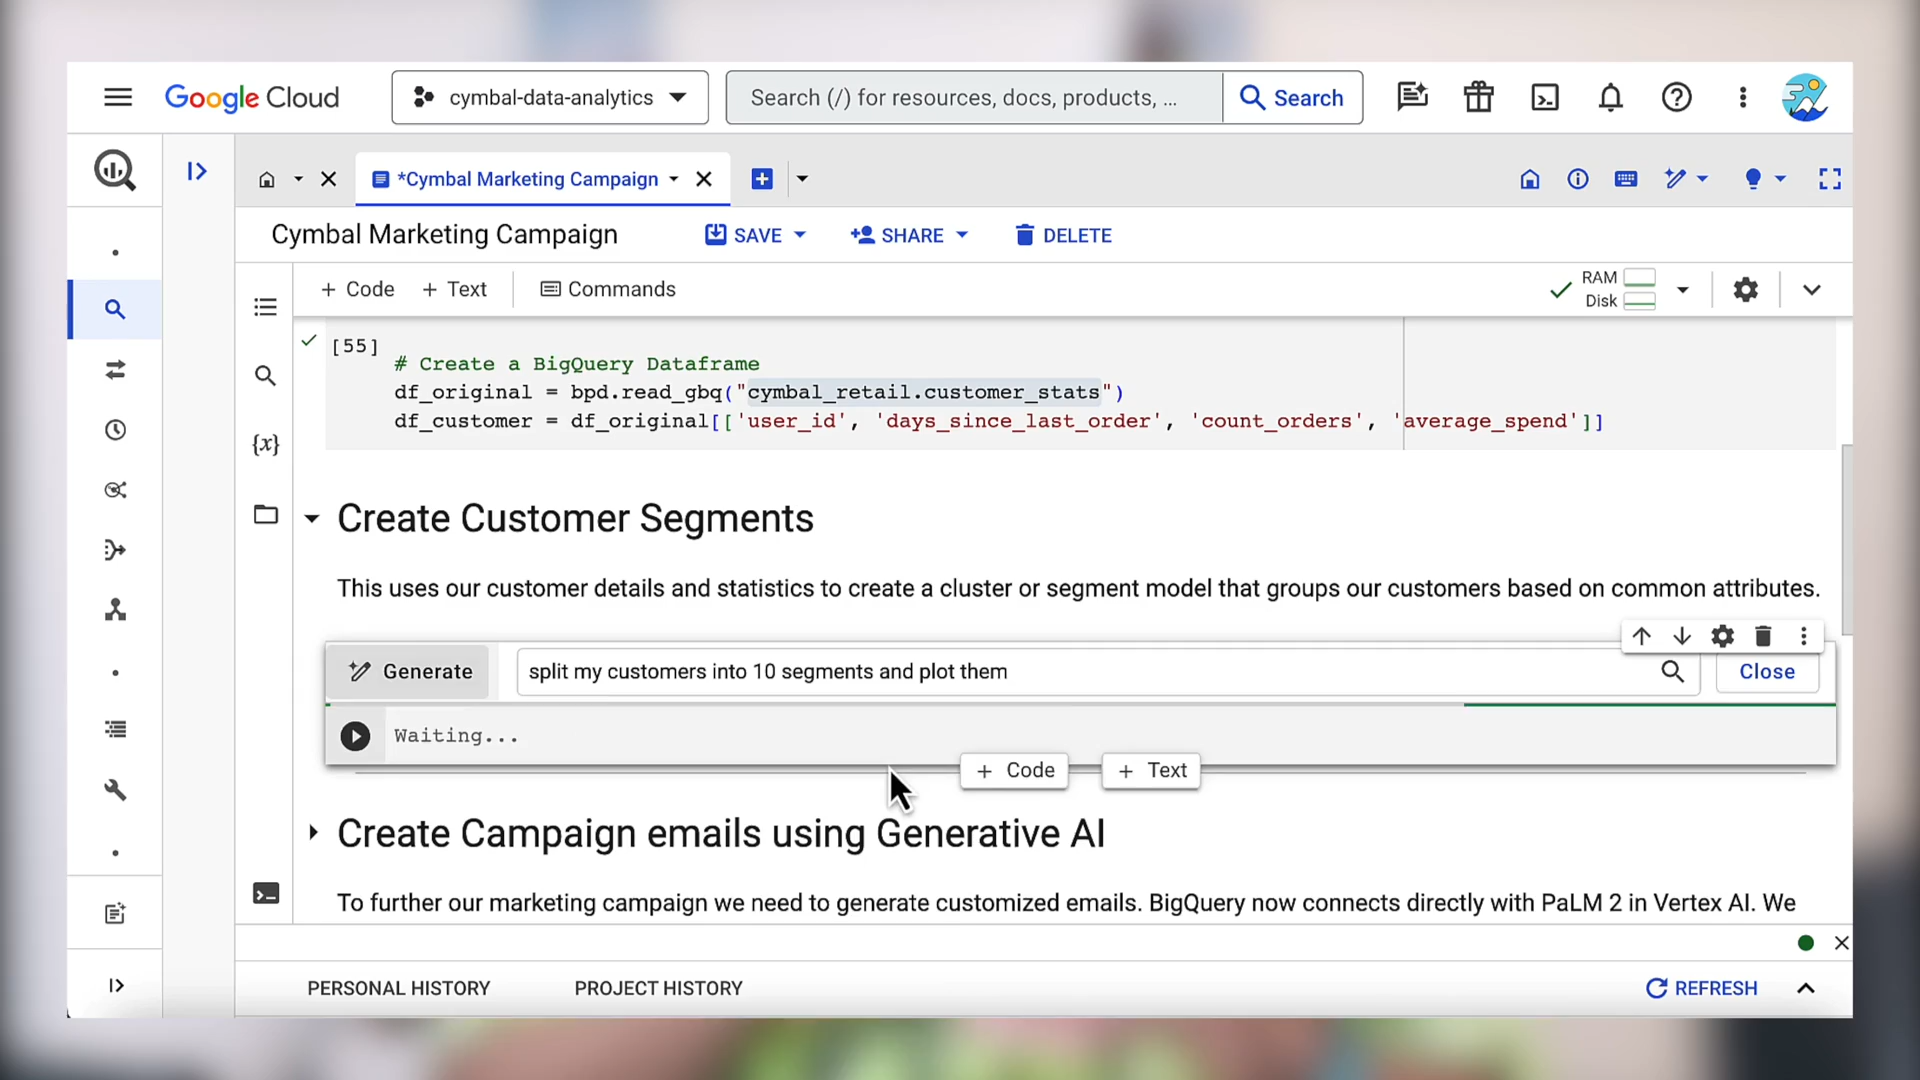 Google Cloud
cymbal-data-analytics
Search (/) for resources, docs, products, ...
Search
*Cymbal Marketing Campaign
Cymbal Marketing Campaign
SAVE
SHARE
DELETE
+ Code
+ Text
Commands
RAM
Disk
[55]
# Create a BigQuery Dataframe
df_original = bpd.read_gbq("cymbal_retail.customer_stats")
df_customer = df_original[['user_id', 'days_since_last_order', 'count_orders', 'average_spend']]
{x}
Create Customer Segments
This uses our customer details and statistics to create a cluster or segment model that groups our customers based on common attributes.
Generate
split my customers into 10 segments and plot them
Close
Waiting...
+ Code
+ Text
Create Campaign emails using Generative AI
To further our marketing campaign we need to generate customized emails. BigQuery now connects directly with PaLM 2 in Vertex AI. We
PERSONAL HISTORY
PROJECT HISTORY
REFRESH